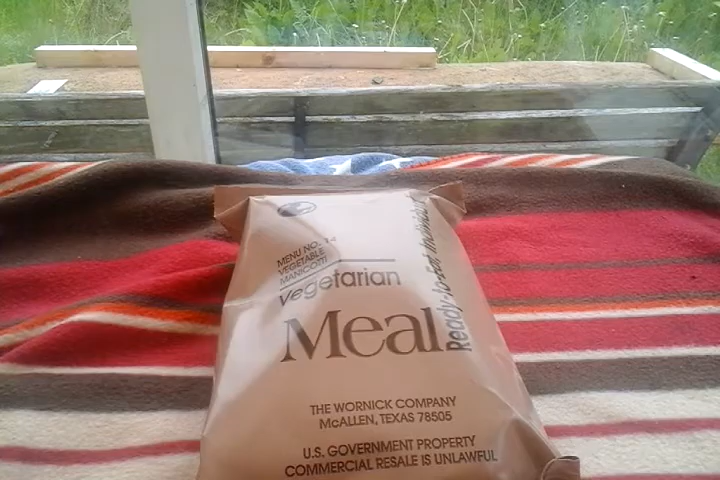 MENU NO. 14
VEGETABLE
MANICOTTI
Vegetarian
Meal,
Ready-to-Eat Individual
THE WORNICK COMPANY
McALLEN, TEXAS 78505
U.S. GOVERNMENT PROPERTY
COMMERCIAL RESALE IS UNLAWFUL